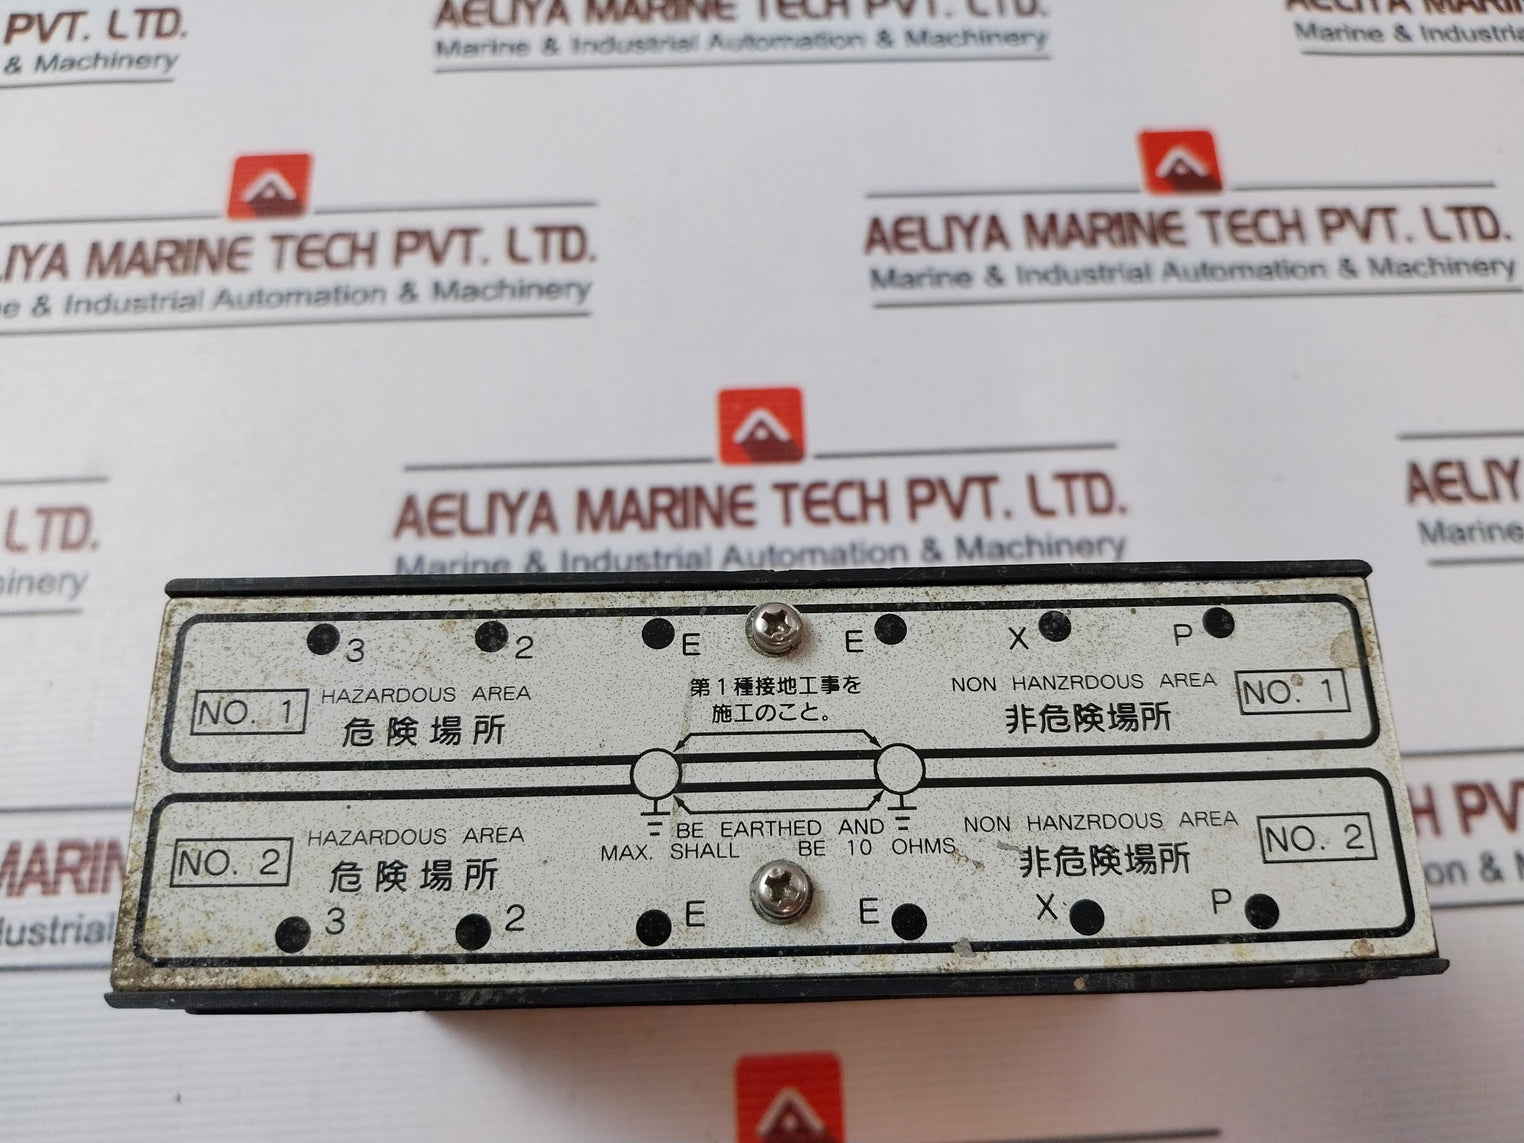 PVT. LTD.
& Machinery
AELIYA MARINE TECH PVT. LTD.
Marine & Industrial Automation & Machinery
AELIYA MARIN
Marine & Industria
LIYA MARINE TECH PVT. LTD.
e & Industrial Automation & Machinery
AELIYA MARINE TECH PVT. LTD.
Marine & Industrial Automation & Machinery
LTD.
hinery
AELIYA MARINE TECH PVT. LTD.
Marine & Industrial Automation & Machinery
AELIY
Marine
3 2 E E X P
NO. 1 HAZARDOUS AREA
危険場所
第1種接地工事を
施工のこと。
NON HANZRDOUS AREA NO. 1
非危険場所
NO. 2 HAZARDOUS AREA
危険場所
BE EARTHED AND
MAX. SHALL BE 10 OHMS
NON HANZRDOUS AREA NO. 2
非危険場所
3 2 E E X P
MARIN
dustrial
H PV
on & M